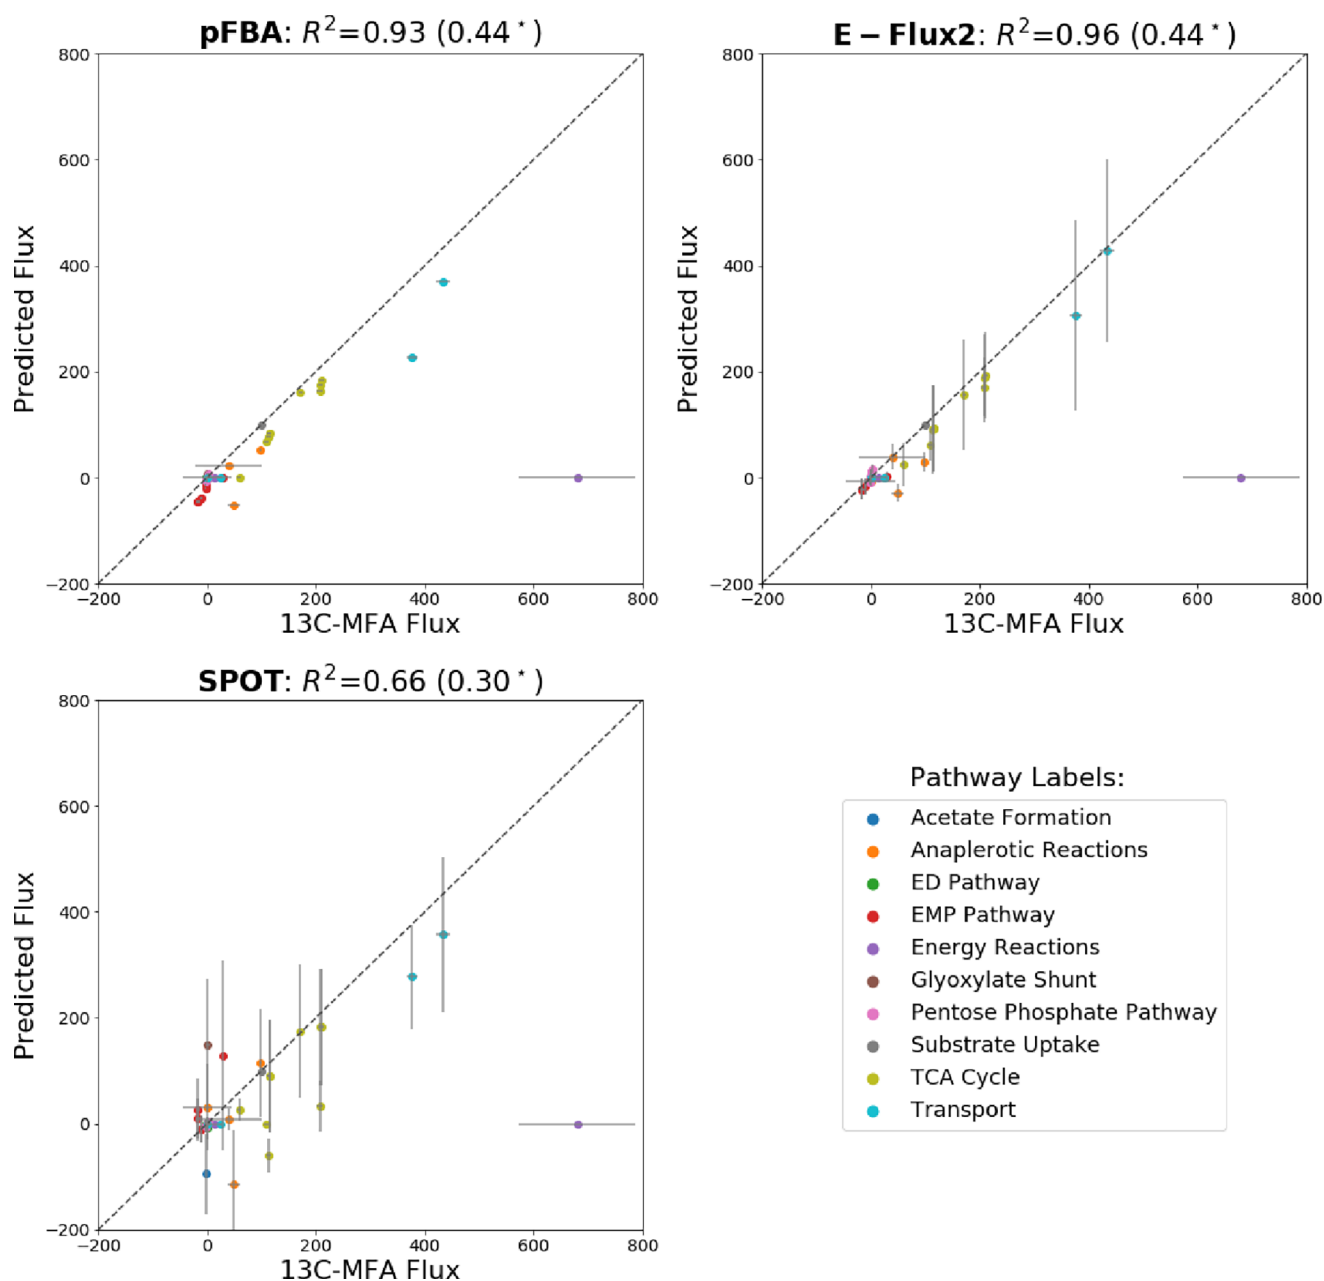 pFBA: R²=0.93 (0.44*)
800
600
400
200
0
−200
Predicted Flux
−200 0 200 400 600 800
13C-MFA Flux
E − Flux2: R²=0.96 (0.44*)
800
600
400
200
0
−200
Predicted Flux
−200 0 200 400 600 800
13C-MFA Flux
SPOT: R²=0.66 (0.30*)
800
600
400
200
0
−200
Predicted Flux
−200 0 200 400 600 800
13C-MFA Flux
Pathway Labels:
Acetate Formation
Anaplerotic Reactions
ED Pathway
EMP Pathway
Energy Reactions
Glyoxylate Shunt
Pentose Phosphate Pathway
Substrate Uptake
TCA Cycle
Transport